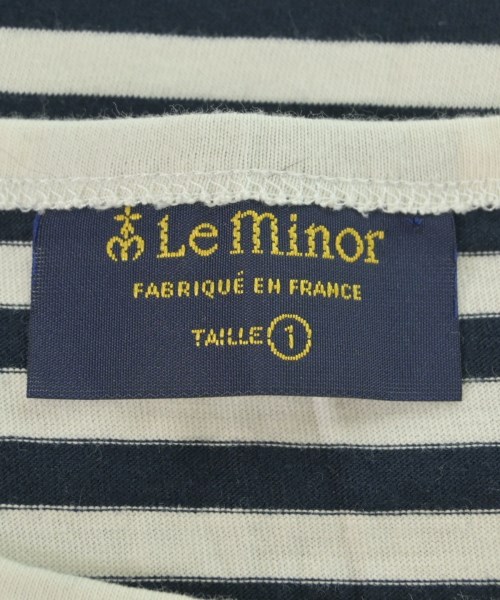 Le Minor
FABRIQUÉ EN FRANCE
TAILLE 1